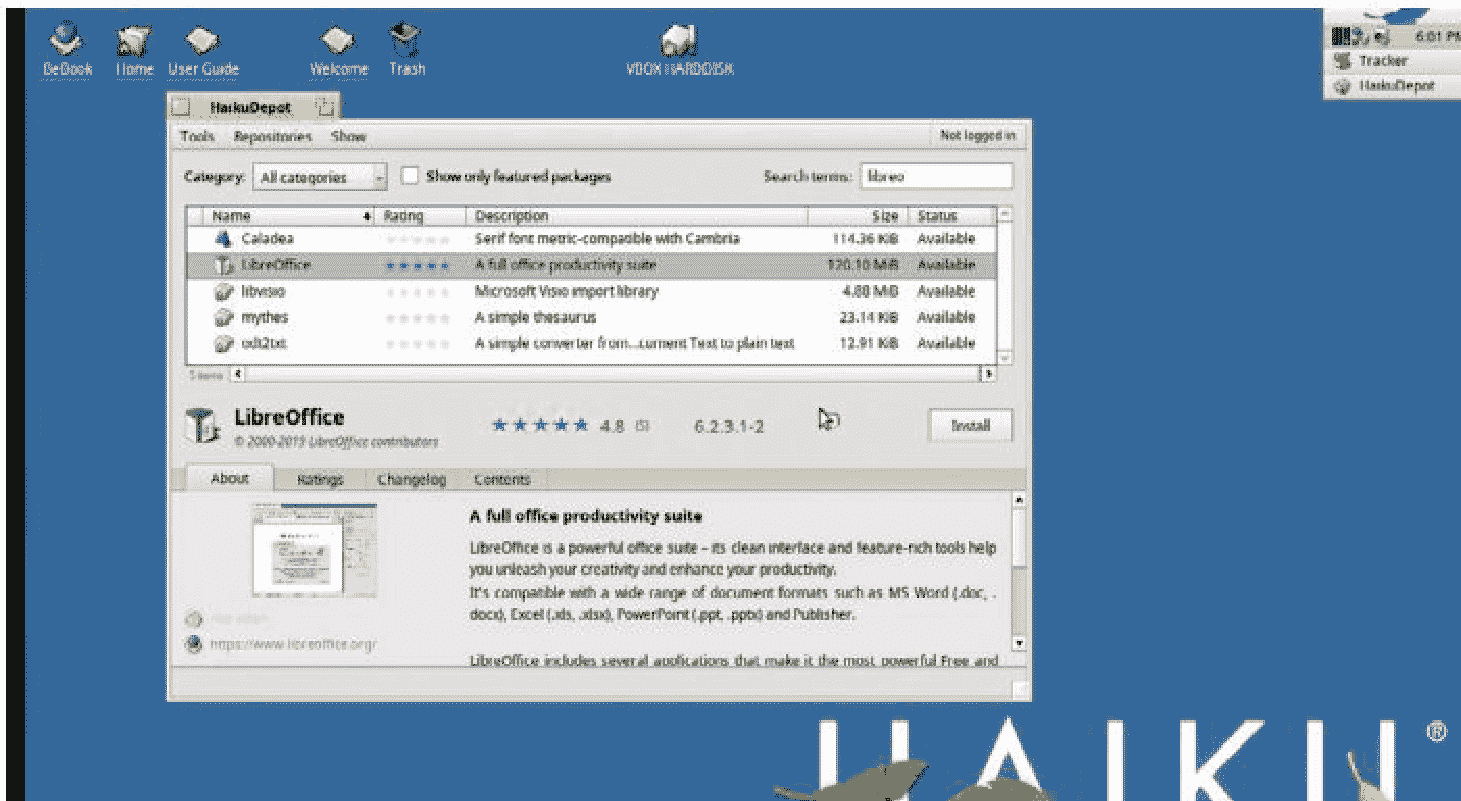 BeBook Home User Guide Welcome Trash VBOX HARDDISK
6:01 PM
Tracker
HaikuDepot
HaikuDepot
Tools Repositories Show Not logged in
Category: All categories Show only featured packages Search terms: libreo
Name Rating Description Size Status
Caladea Serif font metric-compatible with Cambria 114.36 KiB Available
LibreOffice A full office productivity suite 120.10 MiB Available
libvisio Microsoft Visio import library 4.88 MiB Available
mythes A simple thesaurus 23.14 KiB Available
odt2txt A simple converter from...cument Text to plain text 12.91 KiB Available
5 items
LibreOffice 4.8 (5) 6.2.3.1-2 Install
© 2000-2019 LibreOffice contributors
About Ratings Changelog Contents
A full office productivity suite
LibreOffice is a powerful office suite – its clean interface and feature-rich tools help
you unleash your creativity and enhance your productivity.
It's compatible with a wide range of document formats such as MS Word (.doc, .
docx), Excel (.xls, .xlsx), PowerPoint (.ppt, .pptx) and Publisher.
https://www.libreoffice.org/
LibreOffice includes several applications that make it the most powerful Free and
HAIKU ®